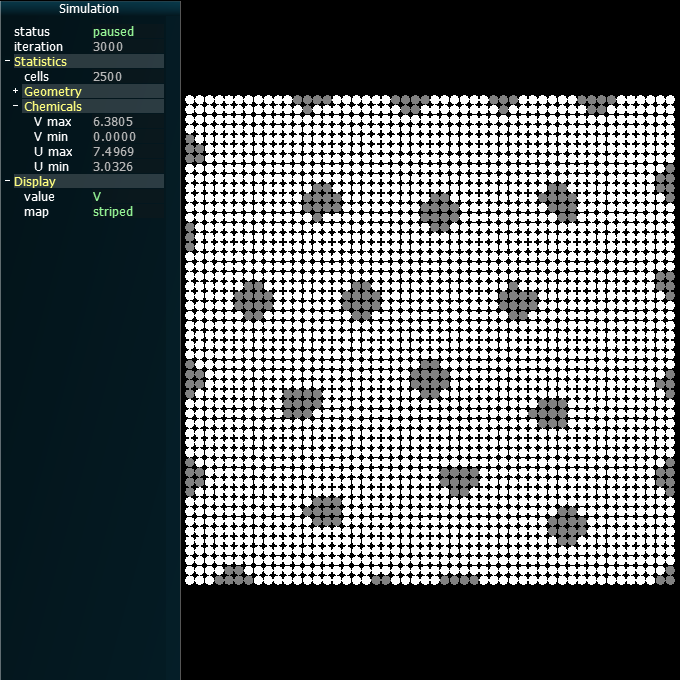 Simulation
status paused
iteration 3000
- Statistics
cells 2500
+ Geometry
- Chemicals
V max 6.3805
V min 0.0000
U max 7.4969
U min 3.0326
- Display
value V
map striped